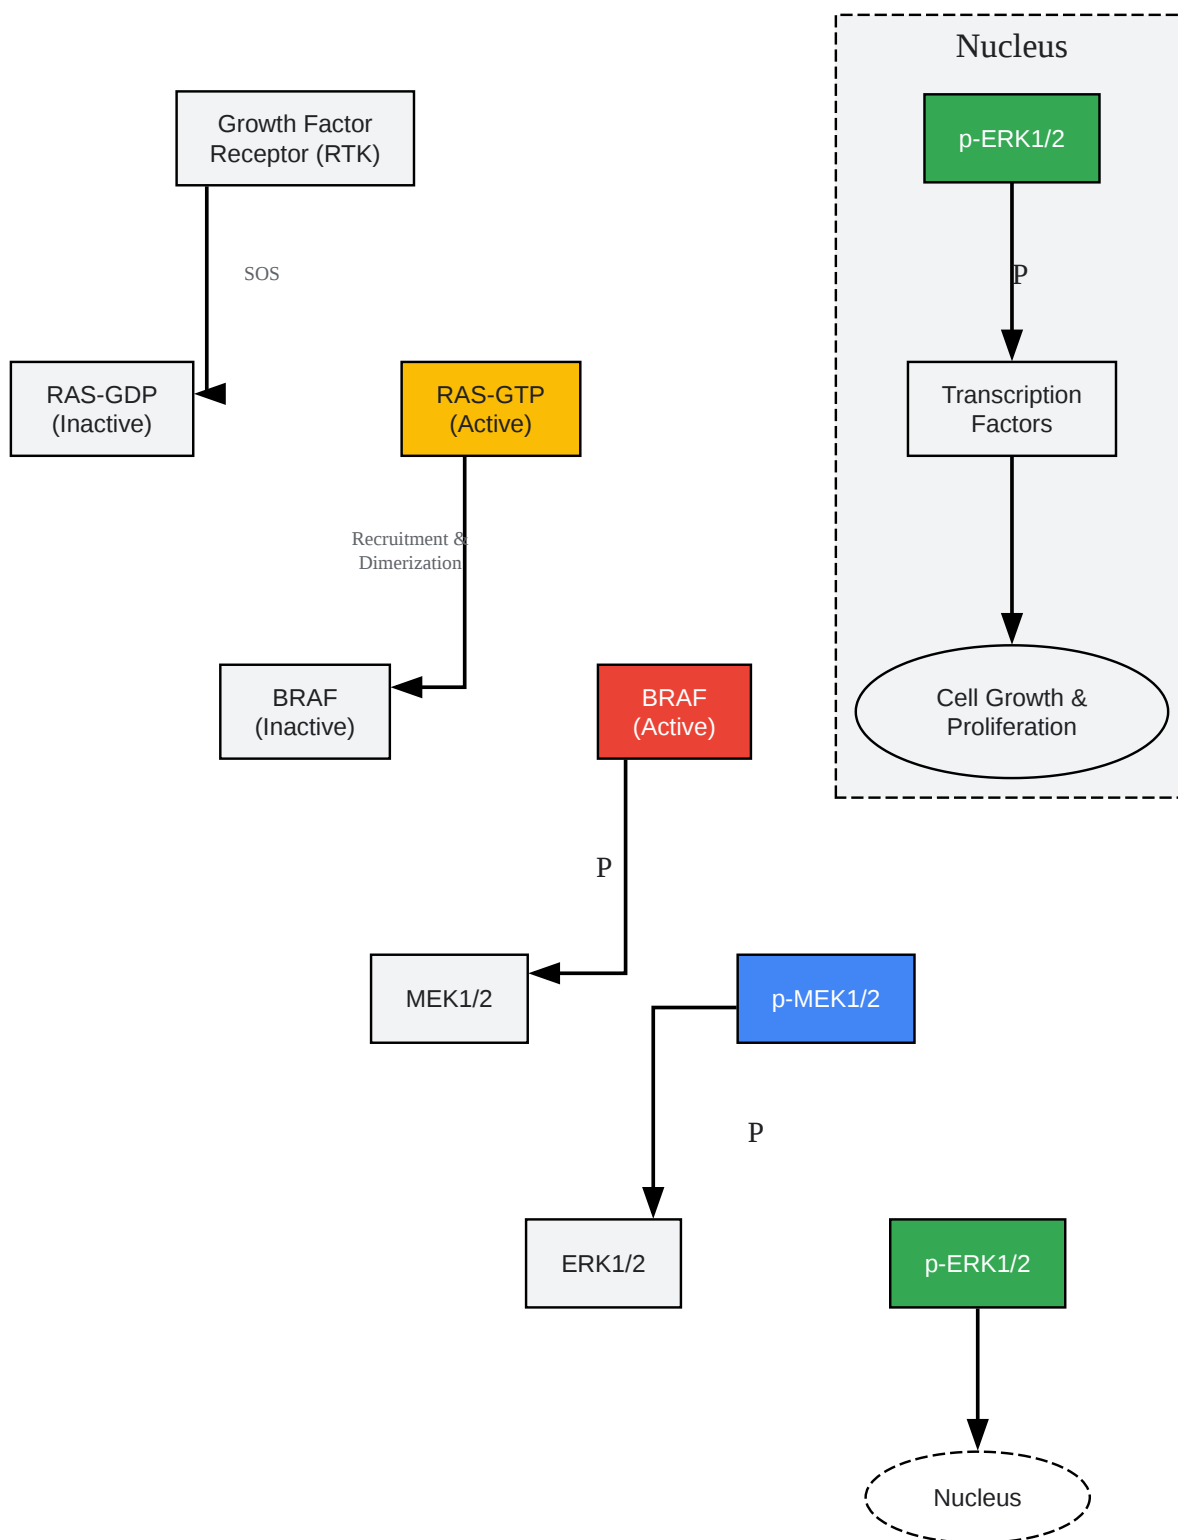 Nucleus
Growth Factor
Receptor (RTK)
p-ERK1/2
SOS
P
RAS-GDP
(Inactive)
RAS-GTP
(Active)
Transcription
Factors
Recruitment &
Dimerization
BRAF
(Inactive)
BRAF
(Active)
Cell Growth &
Proliferation
P
MEK1/2
p-MEK1/2
P
ERK1/2
p-ERK1/2
Nucleus